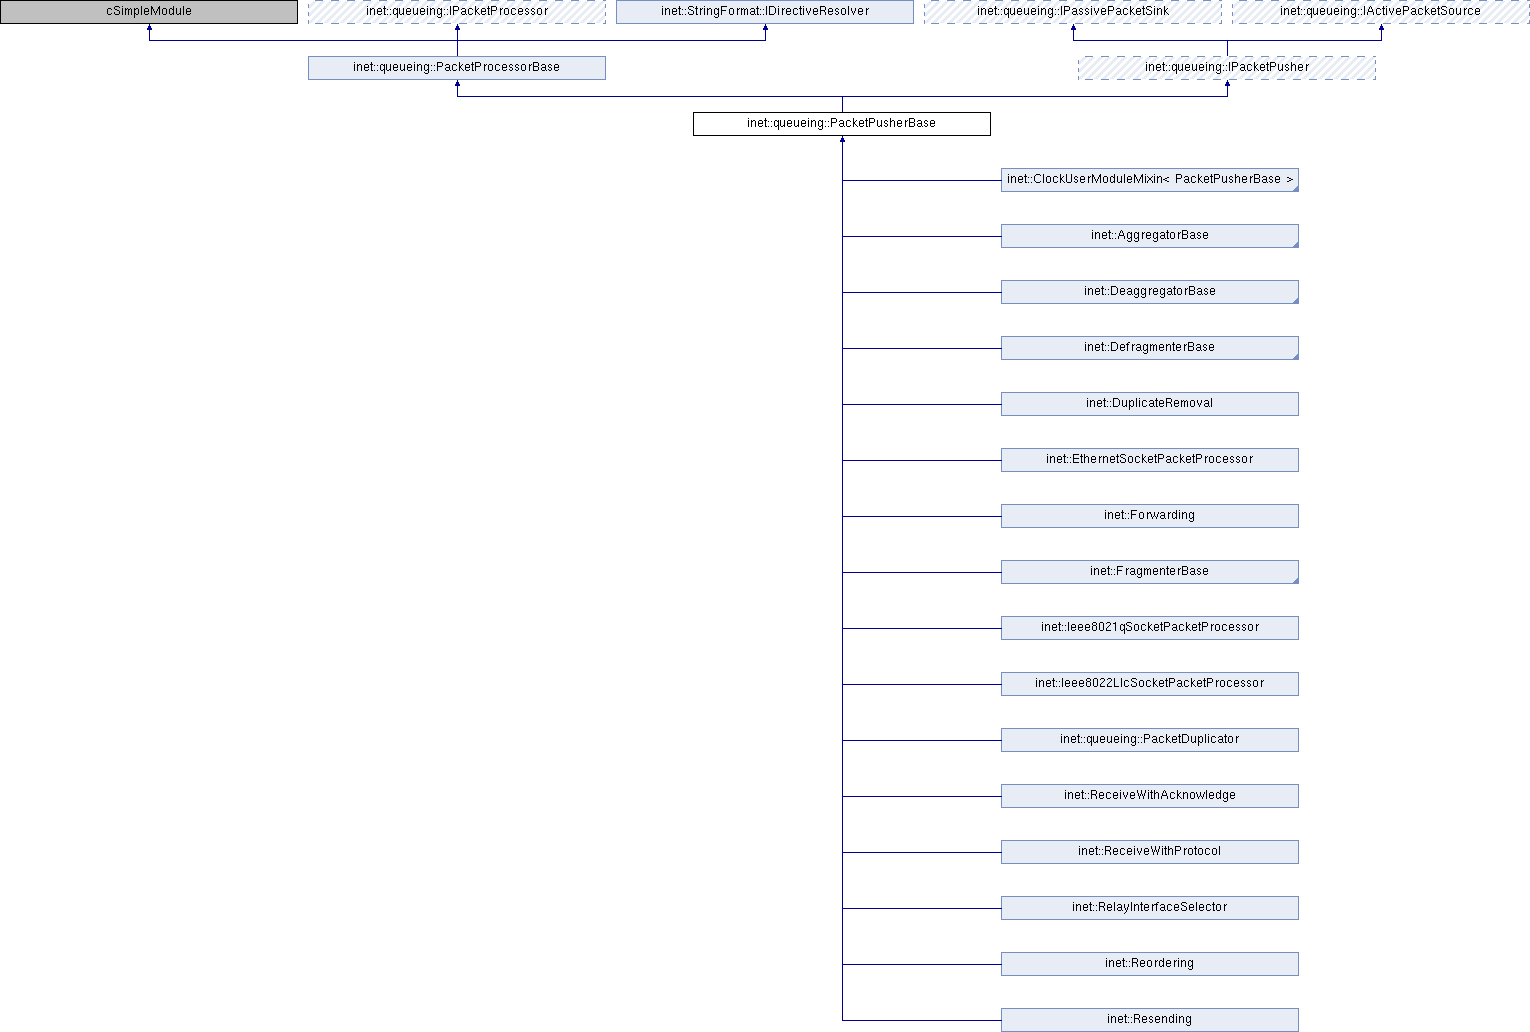 cSimpleModule
inet::queueing::IPacketProcessor
inet::StringFormat::IDirectiveResolver
inet::queueing::IPassivePacketSink
inet::queueing::IActivePacketSource
inet::queueing::PacketProcessorBase
inet::queueing::IPacketPusher
inet::queueing::PacketPusherBase
inet::ClockUserModuleMixin< PacketPusherBase >
inet::AggregatorBase
inet::DeaggregatorBase
inet::DefragmenterBase
inet::DuplicateRemoval
inet::EthernetSocketPacketProcessor
inet::Forwarding
inet::FragmenterBase
inet::Ieee8021qSocketPacketProcessor
inet::Ieee8022LlcSocketPacketProcessor
inet::queueing::PacketDuplicator
inet::ReceiveWithAcknowledge
inet::ReceiveWithProtocol
inet::RelayInterfaceSelector
inet::Reordering
inet::Resending